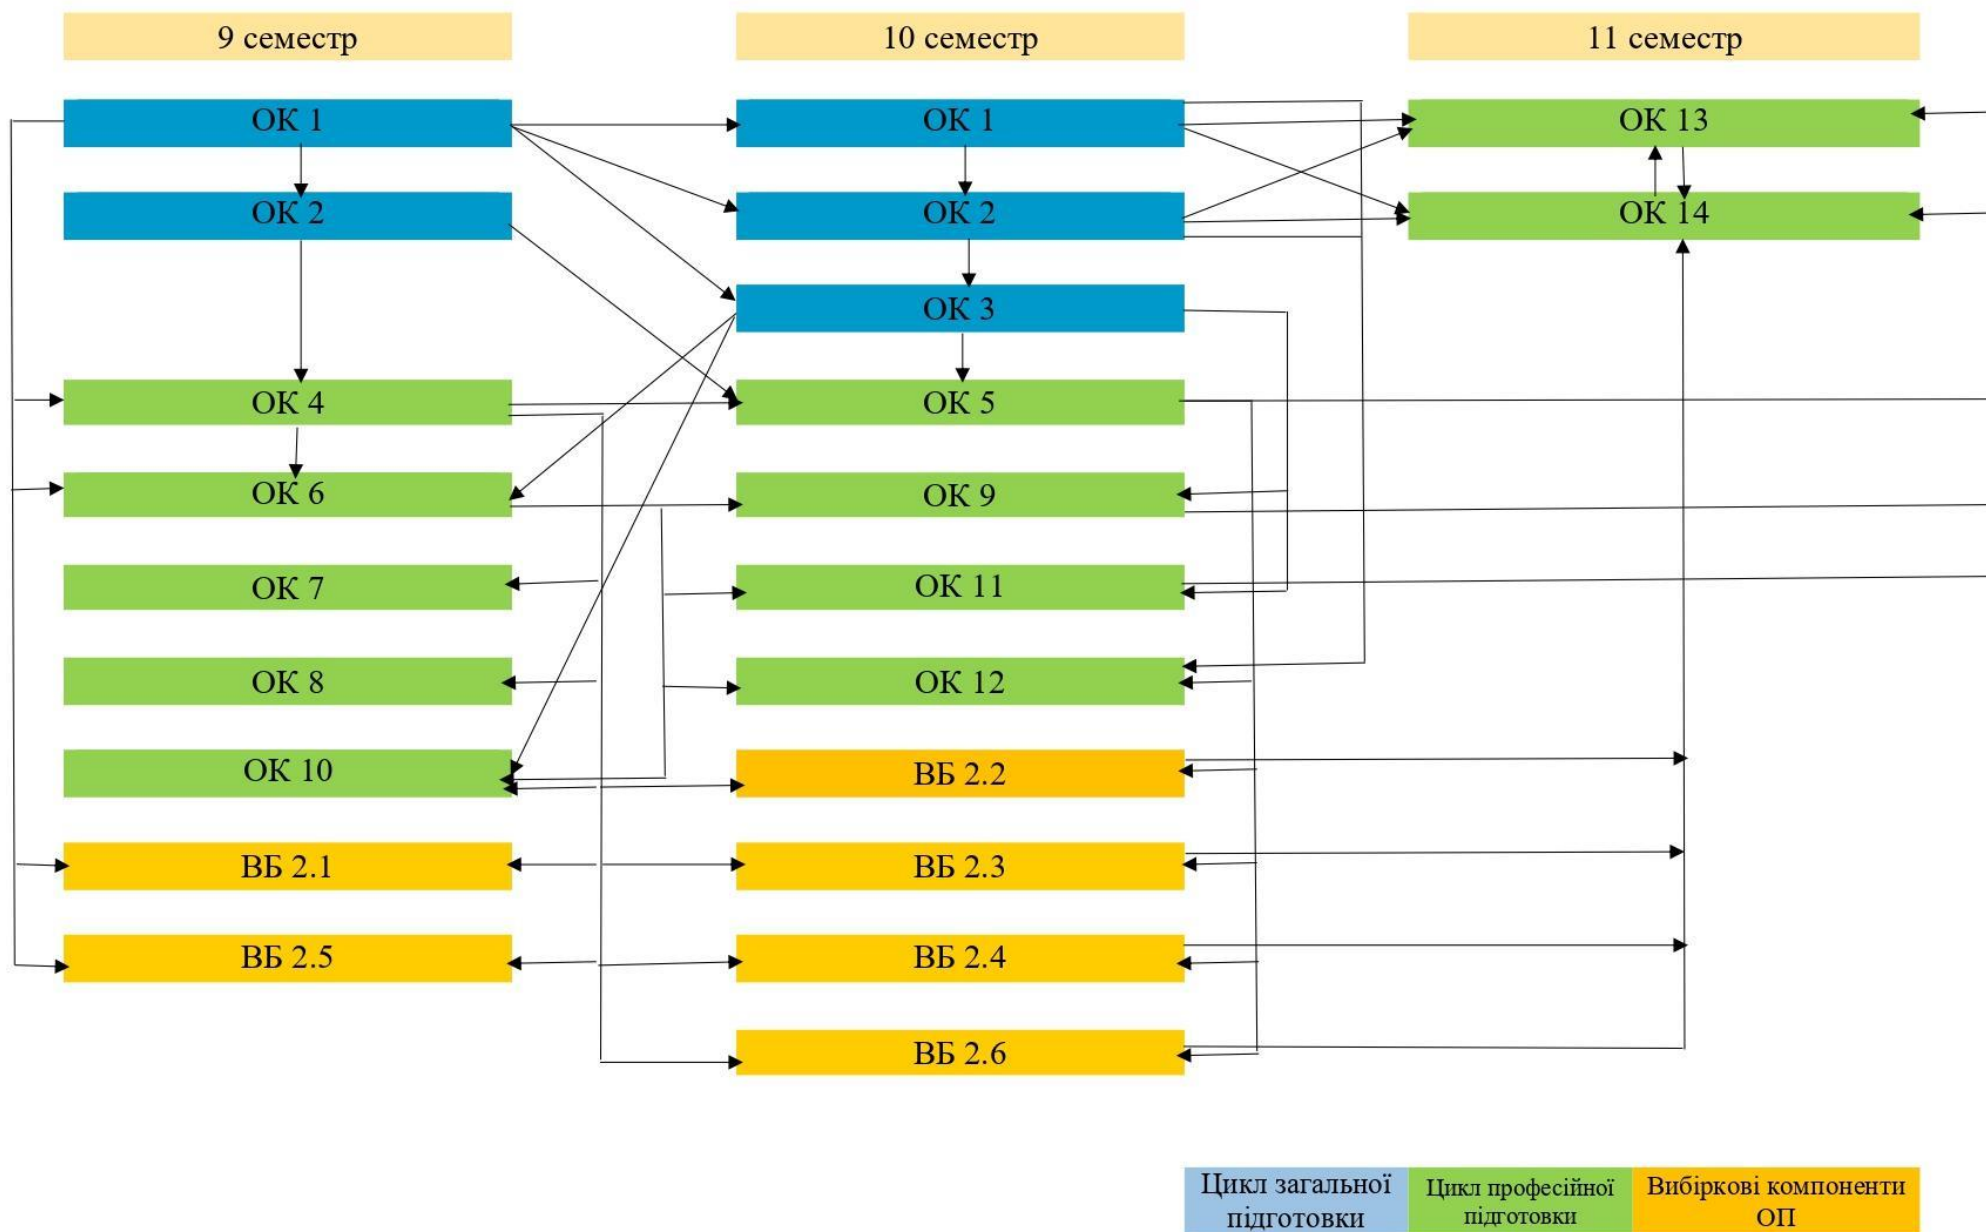 9 семестр
10 семестр
11 семестр
ОК 1
ОК 1
ОК 13
ОК 2
ОК 2
ОК 14
ОК 3
ОК 4
ОК 5
ОК 6
ОК 9
ОК 7
ОК 11
ОК 8
ОК 12
ОК 10
ВБ 2.2
ВБ 2.1
ВБ 2.3
ВБ 2.5
ВБ 2.4
ВБ 2.6
Цикл загальної
підготовки
Цикл професійної
підготовки
Вибіркові компоненти
ОП